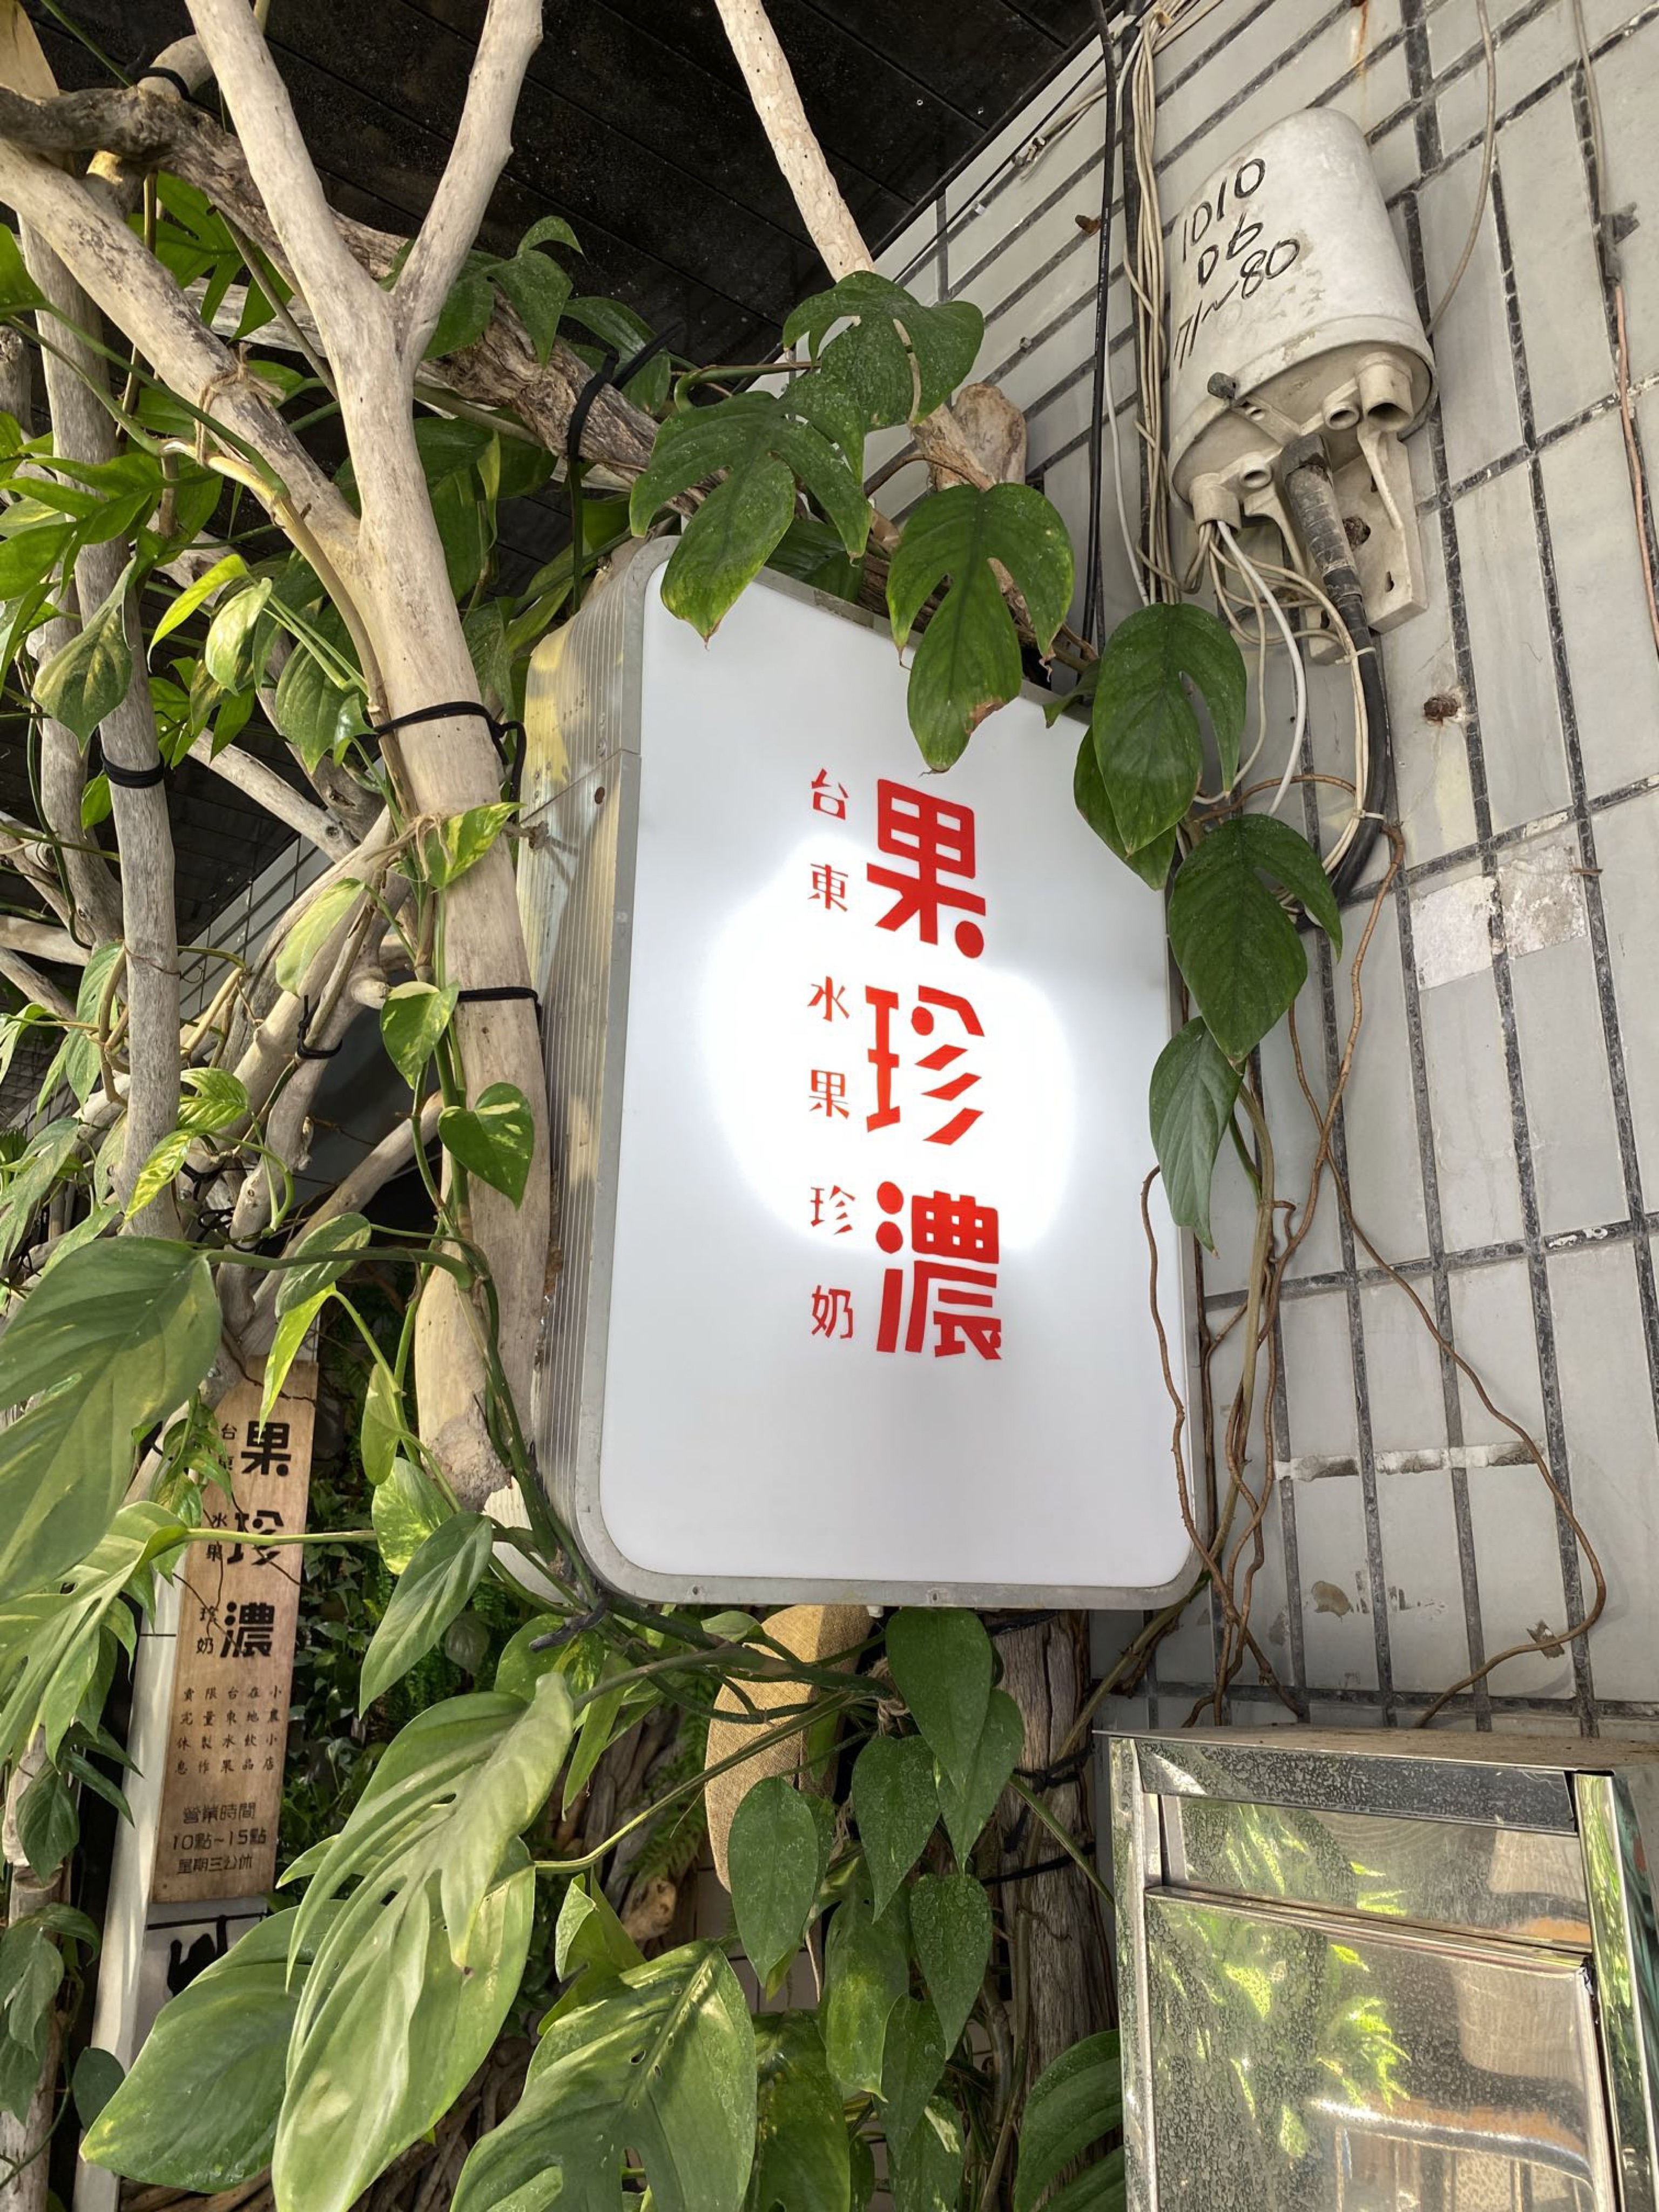 果珍濃
台東水果珍奶
1010
D6
71~80
果珍濃
台東水果珍奶
小農小店
在地飲品
台東水果
限量製作
賣完休息
營業時間
10點~15點
星期三公休